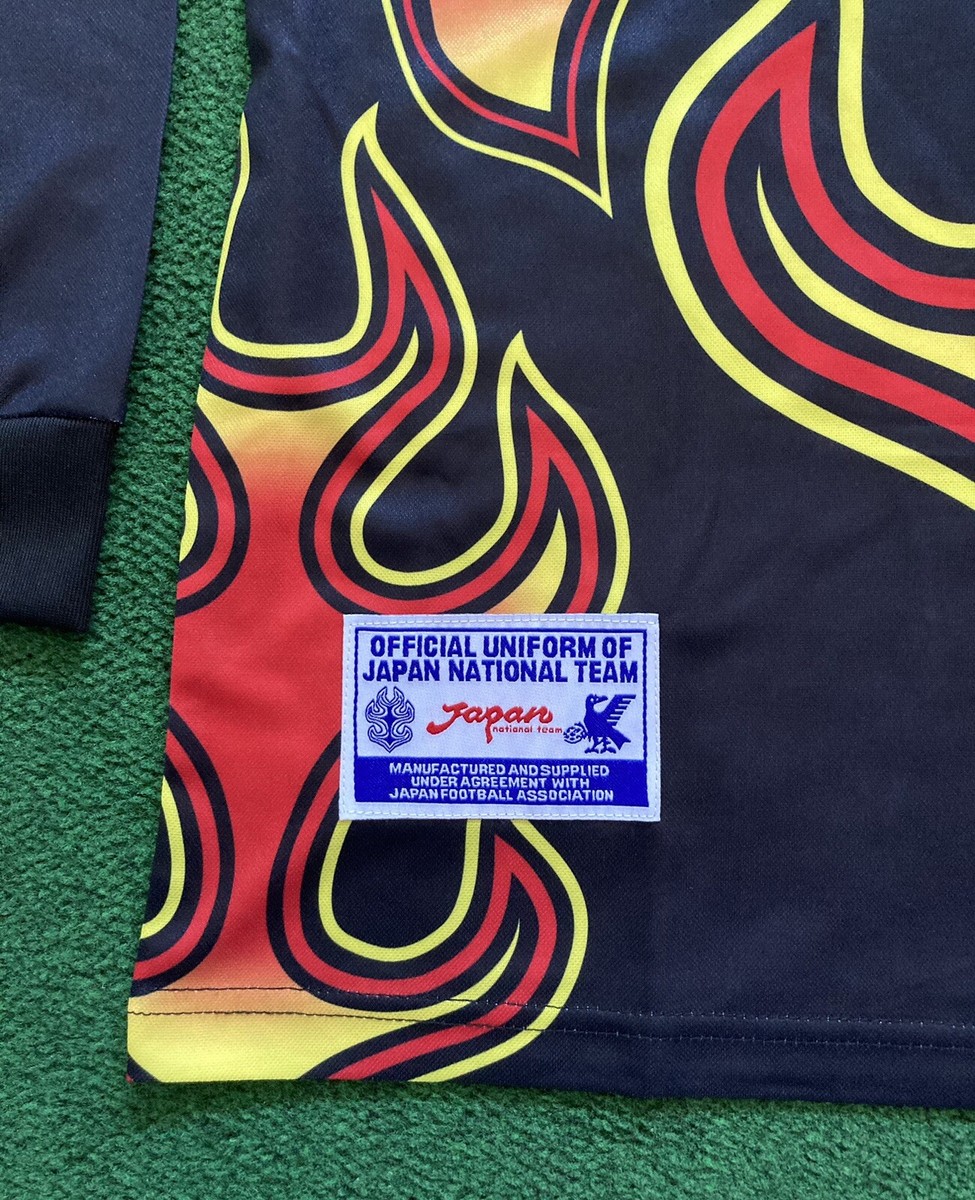 OFFICIAL UNIFORM OF
JAPAN NATIONAL TEAM
Japan
national team
MANUFACTURED AND SUPPLIED
UNDER AGREEMENT WITH
JAPAN FOOTBALL ASSOCIATION